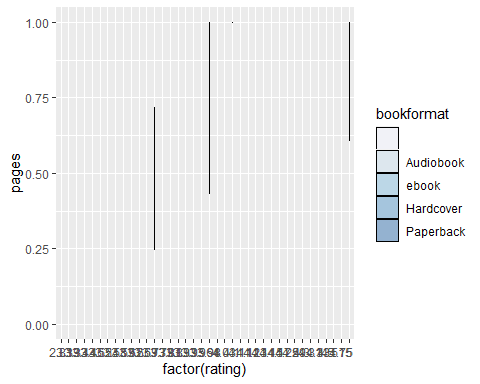 1.00
0.75
0.50
0.25
0.00
pages
factor(rating)
bookformat
Audiobook
ebook
Hardcover
Paperback